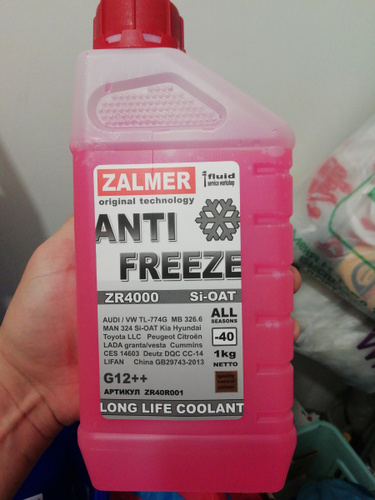 ZALMER
original technology
1 fluid
service workshop
ANTI
FREEZE
ZR4000 Si-OAT
AUDI / VW TL-774G MB 326.6
MAN 324 Si-OAT Kia Hyundai
Toyota LLC Peugeot Citroën
LADA granta/vesta Cummins
CES 14603 Deutz DQC CC-14
LIFAN China GB29743-2013
ALL
SEASONS
-40
1kg
NETTO
G12++
АРТИКУЛ ZR40R001
LONG LIFE COOLANT